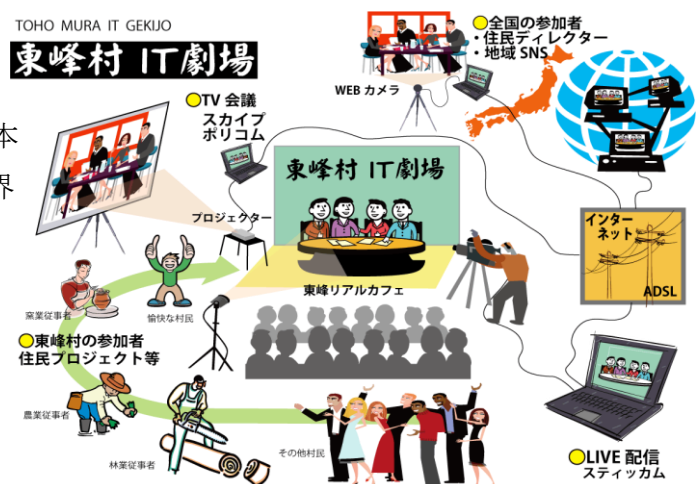 TOHO MURA IT GEKIJO
東峰村 IT劇場
全国の参加者
・住民ディレクター
・地域 SNS
WEB カメラ
TV 会議
スカイプ
ポリコム
本
界
東峰村 IT劇場
プロジェクター
インター
ネット
ADSL
東峰リアルカフェ
窯業従事者
愉快な村民
東峰村の参加者
住民プロジェクト等
農業従事者
林業従事者
その他村民
LIVE 配信
スティッカム